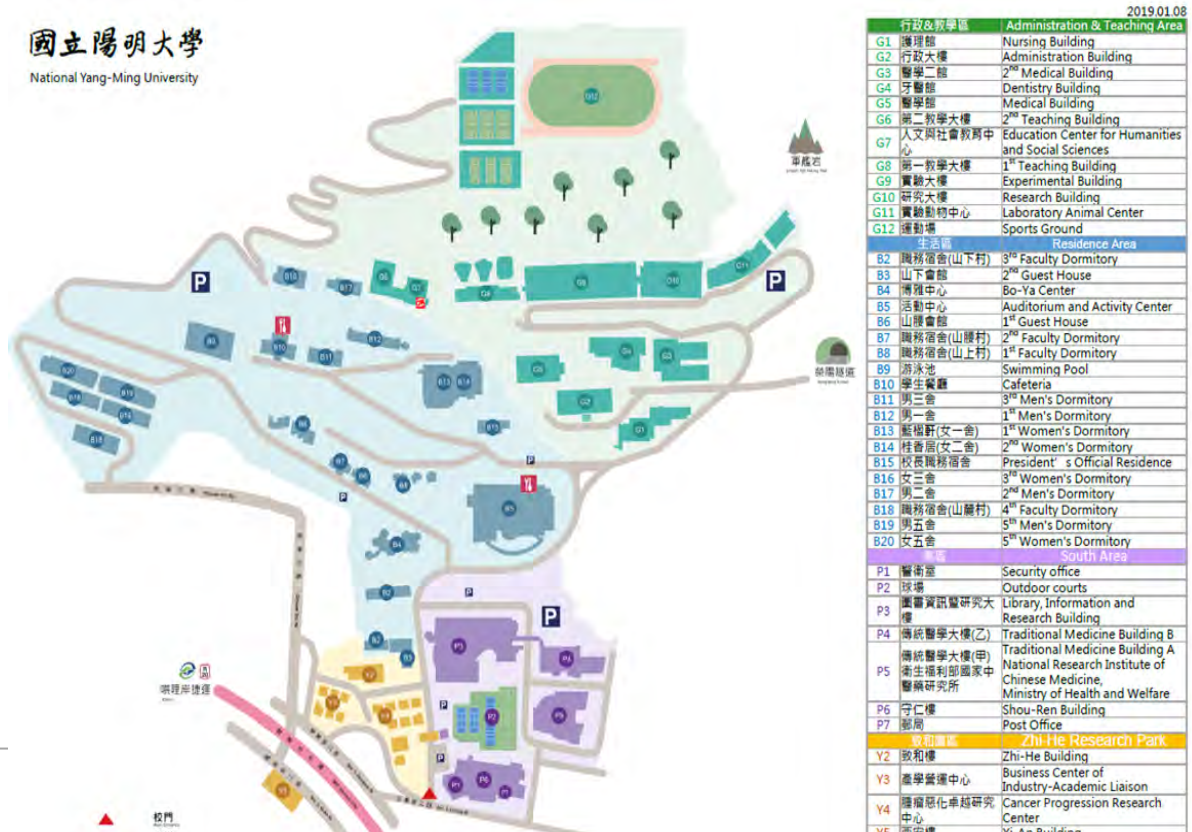 國立陽明大學
National Yang-Ming University
2019.01.08
行政&教學區 Administration & Teaching Area
G1 護理館 Nursing Building
G2 行政大樓 Administration Building
G3 醫學二館 2nd Medical Building
G4 牙醫館 Dentistry Building
G5 醫學館 Medical Building
G6 第二教學大樓 2nd Teaching Building
G7 人文與社會教育中心 Education Center for Humanities and Social Sciences
G8 第一教學大樓 1st Teaching Building
G9 實驗大樓 Experimental Building
G10 研究大樓 Research Building
G11 實驗動物中心 Laboratory Animal Center
G12 運動場 Sports Ground
生活區 Residence Area
B2 職務宿舍(山下村) 3rd Faculty Dormitory
B3 山下會館 2nd Guest House
B4 博雅中心 Bo-Ya Center
B5 活動中心 Auditorium and Activity Center
B6 山腰會館 1st Guest House
B7 職務宿舍(山腰村) 2nd Faculty Dormitory
B8 職務宿舍(山上村) 1st Faculty Dormitory
B9 游泳池 Swimming Pool
B10 學生餐廳 Cafeteria
B11 男三舍 3rd Men's Dormitory
B12 男一舍 1st Men's Dormitory
B13 藍楹軒(女一舍) 1st Women's Dormitory
B14 桂香居(女二舍) 2nd Women's Dormitory
B15 校長職務宿舍 President's Official Residence
B16 女三舍 3rd Women's Dormitory
B17 男二舍 2nd Men's Dormitory
B18 職務宿舍(山麓村) 4th Faculty Dormitory
B19 男五舍 5th Men's Dormitory
B20 女五舍 5th Women's Dormitory
South Area
P1 警衛室 Security office
P2 球場 Outdoor courts
P3 圖書資訊暨研究大樓 Library, Information and Research Building
P4 傳統醫學大樓(乙) Traditional Medicine Building B
P5 傳統醫學大樓(甲) 衛生福利部國家中醫藥研究所 Traditional Medicine Building A National Research Institute of Chinese Medicine, Ministry of Health and Welfare
P6 守仁樓 Shou-Ren Building
P7 郵局 Post Office
致和園區 Zhi-He Research Park
Y2 致和樓 Zhi-He Building
Y3 產學營運中心 Business Center of Industry-Academic Liaison
Y4 腫瘤惡化卓越研究中心 Cancer Progression Research Center
Y5 Yi-An Building
軍艦岩
榮陽隧道
唭哩岸捷運
校門
P
P
P
P
P
P
P
P